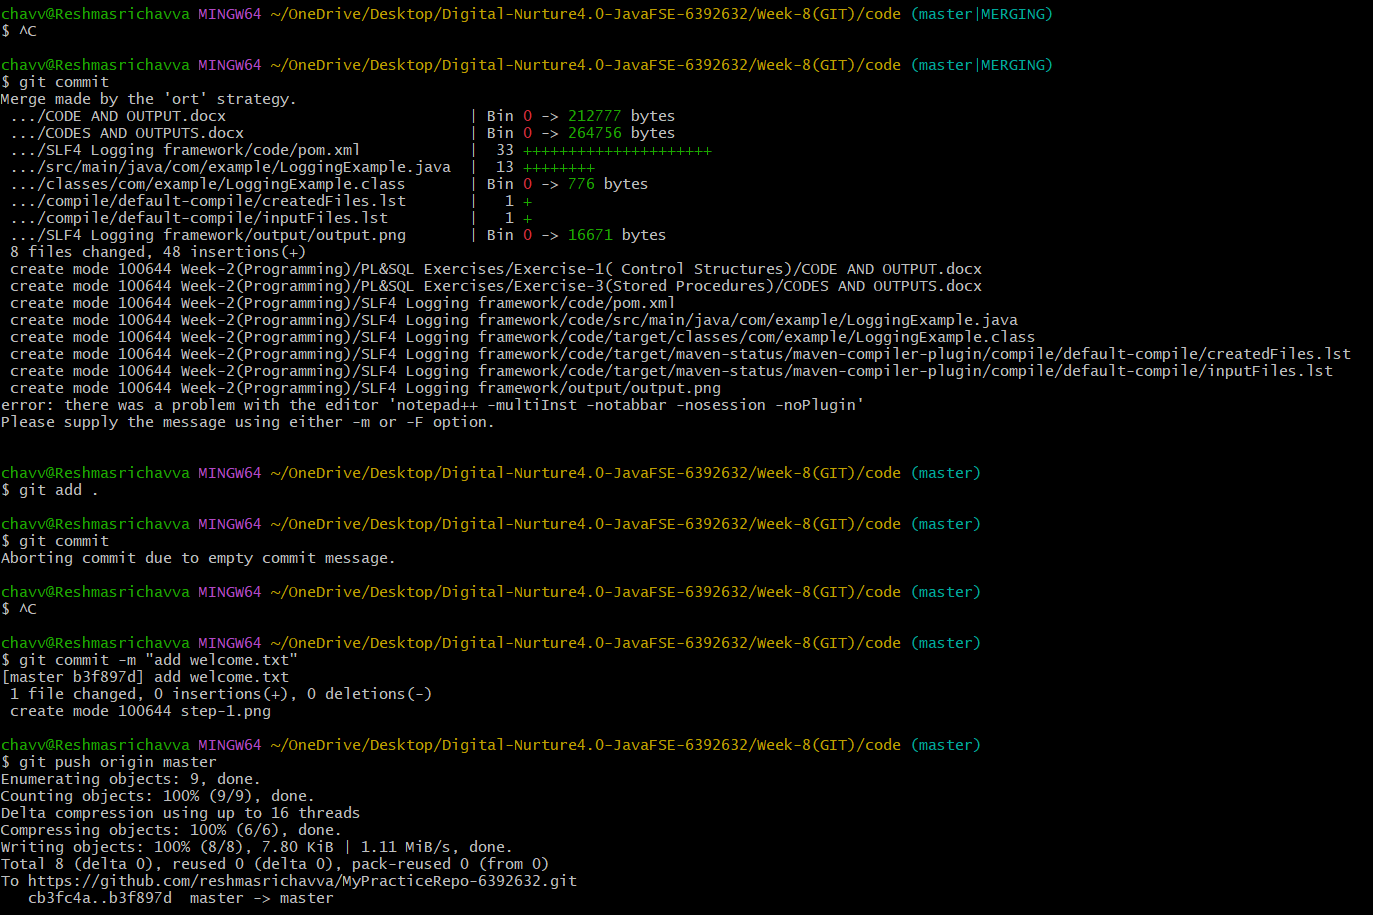 chavv@Reshmasrichavva MINGW64 ~/OneDrive/Desktop/Digital-Nurture4.0-JavaFSE-6392632/Week-8(GIT)/code (master|MERGING)
$ ^C
chavv@Reshmasrichavva MINGW64 ~/OneDrive/Desktop/Digital-Nurture4.0-JavaFSE-6392632/Week-8(GIT)/code (master|MERGING)
$ git commit
Merge made by the 'ort' strategy.
 .../CODE AND OUTPUT.docx                           | Bin 0 -> 212777 bytes
 .../CODES AND OUTPUTS.docx                         | Bin 0 -> 264756 bytes
 .../SLF4 Logging framework/code/pom.xml            |  33 +++++++++++++++++++++
 .../src/main/java/com/example/LoggingExample.java  |  13 ++++++++
 .../classes/com/example/LoggingExample.class       | Bin 0 -> 776 bytes
 .../compile/default-compile/createdFiles.lst       |   1 +
 .../compile/default-compile/inputFiles.lst         |   1 +
 .../SLF4 Logging framework/output/output.png       | Bin 0 -> 16671 bytes
 8 files changed, 48 insertions(+)
 create mode 100644 Week-2(Programming)/PL&SQL Exercises/Exercise-1( Control Structures)/CODE AND OUTPUT.docx
 create mode 100644 Week-2(Programming)/PL&SQL Exercises/Exercise-3(Stored Procedures)/CODES AND OUTPUTS.docx
 create mode 100644 Week-2(Programming)/SLF4 Logging framework/code/pom.xml
 create mode 100644 Week-2(Programming)/SLF4 Logging framework/code/src/main/java/com/example/LoggingExample.java
 create mode 100644 Week-2(Programming)/SLF4 Logging framework/code/target/classes/com/example/LoggingExample.class
 create mode 100644 Week-2(Programming)/SLF4 Logging framework/code/target/maven-status/maven-compiler-plugin/compile/default-compile/createdFiles.lst
 create mode 100644 Week-2(Programming)/SLF4 Logging framework/code/target/maven-status/maven-compiler-plugin/compile/default-compile/inputFiles.lst
 create mode 100644 Week-2(Programming)/SLF4 Logging framework/output/output.png
error: there was a problem with the editor 'notepad++ -multiInst -notabbar -nosession -noPlugin'
Please supply the message using either -m or -F option.
chavv@Reshmasrichavva MINGW64 ~/OneDrive/Desktop/Digital-Nurture4.0-JavaFSE-6392632/Week-8(GIT)/code (master)
$ git add .
chavv@Reshmasrichavva MINGW64 ~/OneDrive/Desktop/Digital-Nurture4.0-JavaFSE-6392632/Week-8(GIT)/code (master)
$ git commit
Aborting commit due to empty commit message.
chavv@Reshmasrichavva MINGW64 ~/OneDrive/Desktop/Digital-Nurture4.0-JavaFSE-6392632/Week-8(GIT)/code (master)
$ ^C
chavv@Reshmasrichavva MINGW64 ~/OneDrive/Desktop/Digital-Nurture4.0-JavaFSE-6392632/Week-8(GIT)/code (master)
$ git commit -m "add welcome.txt"
[master b3f897d] add welcome.txt
 1 file changed, 0 insertions(+), 0 deletions(-)
 create mode 100644 step-1.png
chavv@Reshmasrichavva MINGW64 ~/OneDrive/Desktop/Digital-Nurture4.0-JavaFSE-6392632/Week-8(GIT)/code (master)
$ git push origin master
Enumerating objects: 9, done.
Counting objects: 100% (9/9), done.
Delta compression using up to 16 threads
Compressing objects: 100% (6/6), done.
Writing objects: 100% (8/8), 7.80 KiB | 1.11 MiB/s, done.
Total 8 (delta 0), reused 0 (delta 0), pack-reused 0 (from 0)
To https://github.com/reshmasrichavva/MyPracticeRepo-6392632.git
   cb3fc4a..b3f897d  master -> master